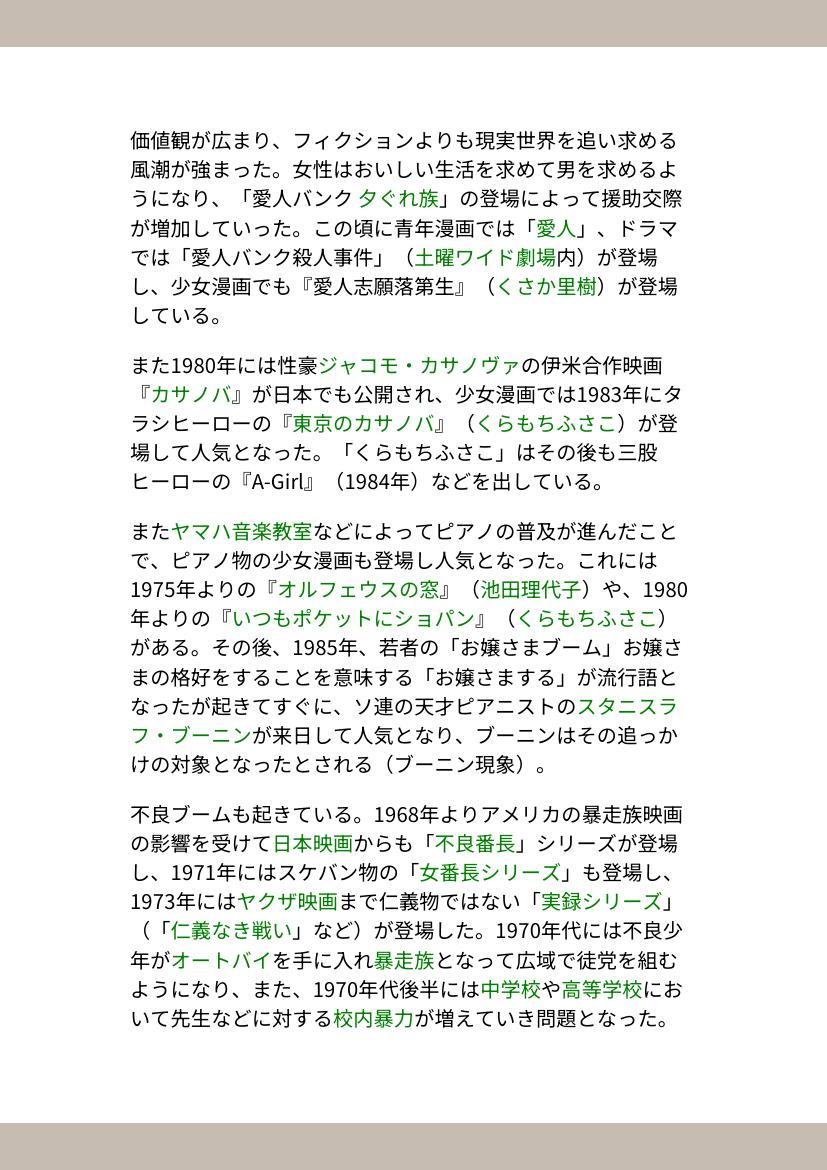 価値観が広まり、フィクションよりも現実世界を追い求める
風潮が強まった。女性はおいしい生活を求めて男を求めるよ
うになり、「愛人バンク 夕ぐれ族」の登場によって援助交際
が増加していった。この頃に青年漫画では「愛人」、ドラマ
では「愛人バンク殺人事件」（土曜ワイド劇場内）が登場
し、少女漫画でも『愛人志願落第生』（くさか里樹）が登場
している。
また1980年には性豪ジャコモ・カサノヴァの伊米合作映画
『カサノバ』が日本でも公開され、少女漫画では1983年にタ
ラシヒーローの『東京のカサノバ』（くらもちふさこ）が登
場して人気となった。「くらもちふさこ」はその後も三股
ヒーローの『A-Girl』（1984年）などを出している。
またヤマハ音楽教室などによってピアノの普及が進んだこと
で、ピアノ物の少女漫画も登場し人気となった。これには
1975年よりの『オルフェウスの窓』（池田理代子）や、1980
年よりの『いつもポケットにショパン』（くらもちふさこ）
がある。その後、1985年、若者の「お嬢さまブーム」お嬢さ
まの格好をすることを意味する「お嬢さまする」が流行語と
なったが起きてすぐに、ソ連の天才ピアニストのスタニスラ
フ・ブーニンが来日して人気となり、ブーニンはその追っか
けの対象となったとされる（ブーニン現象）。
不良ブームも起きている。1968年よりアメリカの暴走族映画
の影響を受けて日本映画からも「不良番長」シリーズが登場
し、1971年にはスケバン物の「女番長シリーズ」も登場し、
1973年にはヤクザ映画まで仁義物ではない「実録シリーズ」
（「仁義なき戦い」など）が登場した。1970年代には不良少
年がオートバイを手に入れ暴走族となって広域で徒党を組む
ようになり、また、1970年代後半には中学校や高等学校にお
いて先生などに対する校内暴力が増えていき問題となった。